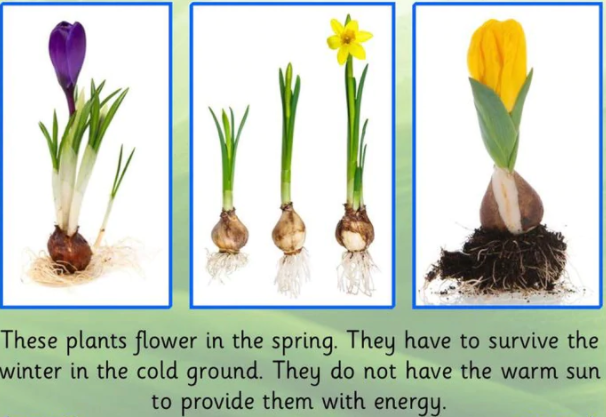 These plants flower in the spring. They have to survive the
winter in the cold ground. They do not have the warm sun
to provide them with energy.